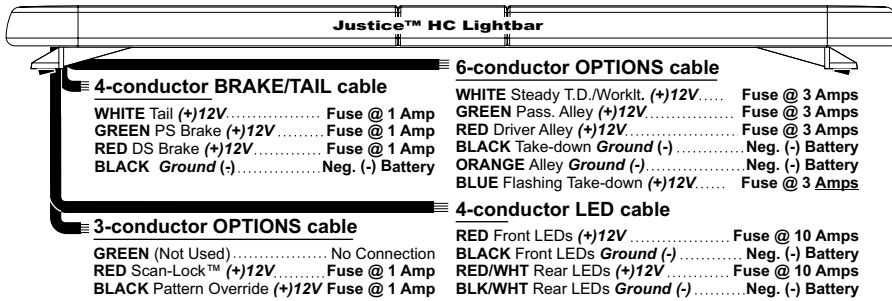 Justice™ HC Lightbar
4-conductor BRAKE/TAIL cable
WHITE Tail (+)12V.................... Fuse @ 1 Amp
GREEN PS Brake (+)12V......... Fuse @ 1 Amp
RED DS Brake (+)12V.............. Fuse @ 1 Amp
BLACK Ground (-)...................Neg. (-) Battery
3-conductor OPTIONS cable
GREEN (Not Used).................... No Connection
RED Scan-Lock™ (+)12V......... Fuse @ 1 Amp
BLACK Pattern Override (+)12V Fuse @ 1 Amp
6-conductor OPTIONS cable
WHITE Steady T.D./Worklt. (+)12V..... Fuse @ 3 Amps
GREEN Pass. Alley (+)12V................. Fuse @ 3 Amps
RED Driver Alley (+)12V..................... Fuse @ 3 Amps
BLACK Take-down Ground (-) ............Neg. (-) Battery
ORANGE Alley Ground (-)...................Neg. (-) Battery
BLUE Flashing Take-down (+)12V...... Fuse @ 3 Amps
4-conductor LED cable
RED Front LEDs (+)12V ................... Fuse @ 10 Amps
BLACK Front LEDs Ground (-) ............ Neg. (-) Battery
RED/WHT Rear LEDs (+)12V............ Fuse @ 10 Amps
BLK/WHT Rear LEDs Ground (-)......... Neg. (-) Battery